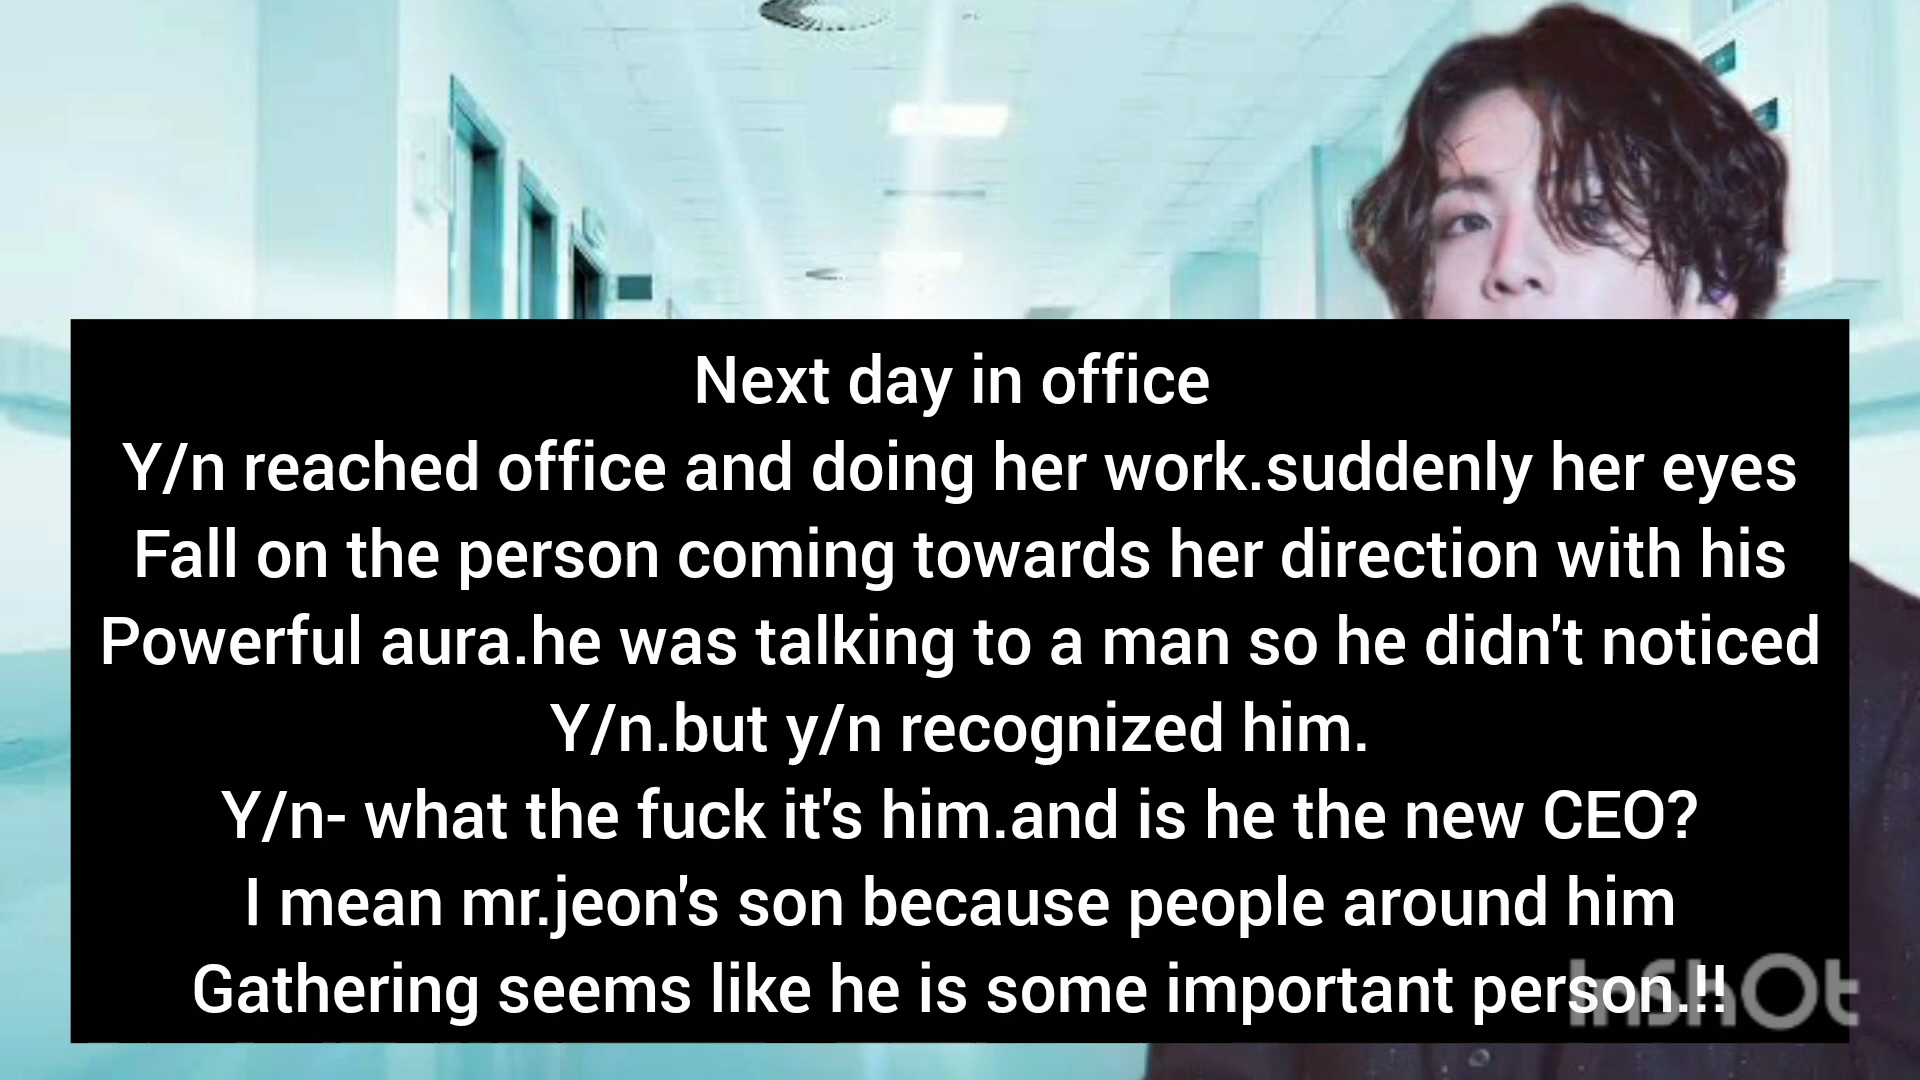 Next day in office
Y/n reached office and doing her work.suddenly her eyes
Fall on the person coming towards her direction with his
Powerful aura.he was talking to a man so he didn't noticed
Y/n.but y/n recognized him.
Y/n- what the fuck it's him.and is he the new CEO?
I mean mr.jeon's son because people around him
Gathering seems like he is some important person.!!
InShOt